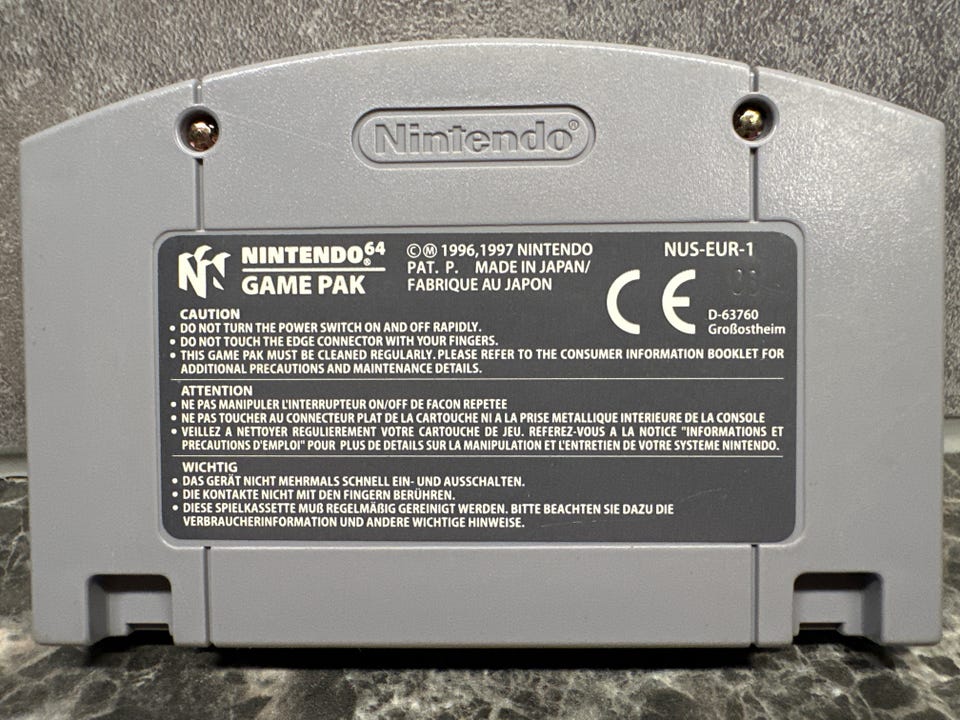 Nintendo®
NINTENDO®64
GAME PAK
©Ⓜ 1996,1997 NINTENDO
PAT. P. MADE IN JAPAN/
FABRIQUE AU JAPON
NUS-EUR-1
CE
D-63760
Großostheim
CAUTION
• DO NOT TURN THE POWER SWITCH ON AND OFF RAPIDLY.
• DO NOT TOUCH THE EDGE CONNECTOR WITH YOUR FINGERS.
• THIS GAME PAK MUST BE CLEANED REGULARLY. PLEASE REFER TO THE CONSUMER INFORMATION BOOKLET FOR
ADDITIONAL PRECAUTIONS AND MAINTENANCE DETAILS.
ATTENTION
• NE PAS MANIPULER L'INTERRUPTEUR ON/OFF DE FACON REPETEE
• NE PAS TOUCHER AU CONNECTEUR PLAT DE LA CARTOUCHE NI A LA PRISE METALLIQUE INTERIEURE DE LA CONSOLE
• VEILLEZ A NETTOYER REGULIEREMENT VOTRE CARTOUCHE DE JEU. REFEREZ-VOUS A LA NOTICE "INFORMATIONS ET
PRECAUTIONS D'EMPLOI" POUR PLUS DE DETAILS SUR LA MANIPULATION ET L'ENTRETIEN DE VOTRE SYSTEME NINTENDO.
WICHTIG
• DAS GERÄT NICHT MEHRMALS SCHNELL EIN- UND AUSSCHALTEN.
• DIE KONTAKTE NICHT MIT DEN FINGERN BERÜHREN.
• DIESE SPIELKASSETTE MUß REGELMÄßIG GEREINIGT WERDEN. BITTE BEACHTEN SIE DAZU DIE
VERBRAUCHERINFORMATION UND ANDERE WICHTIGE HINWEISE.